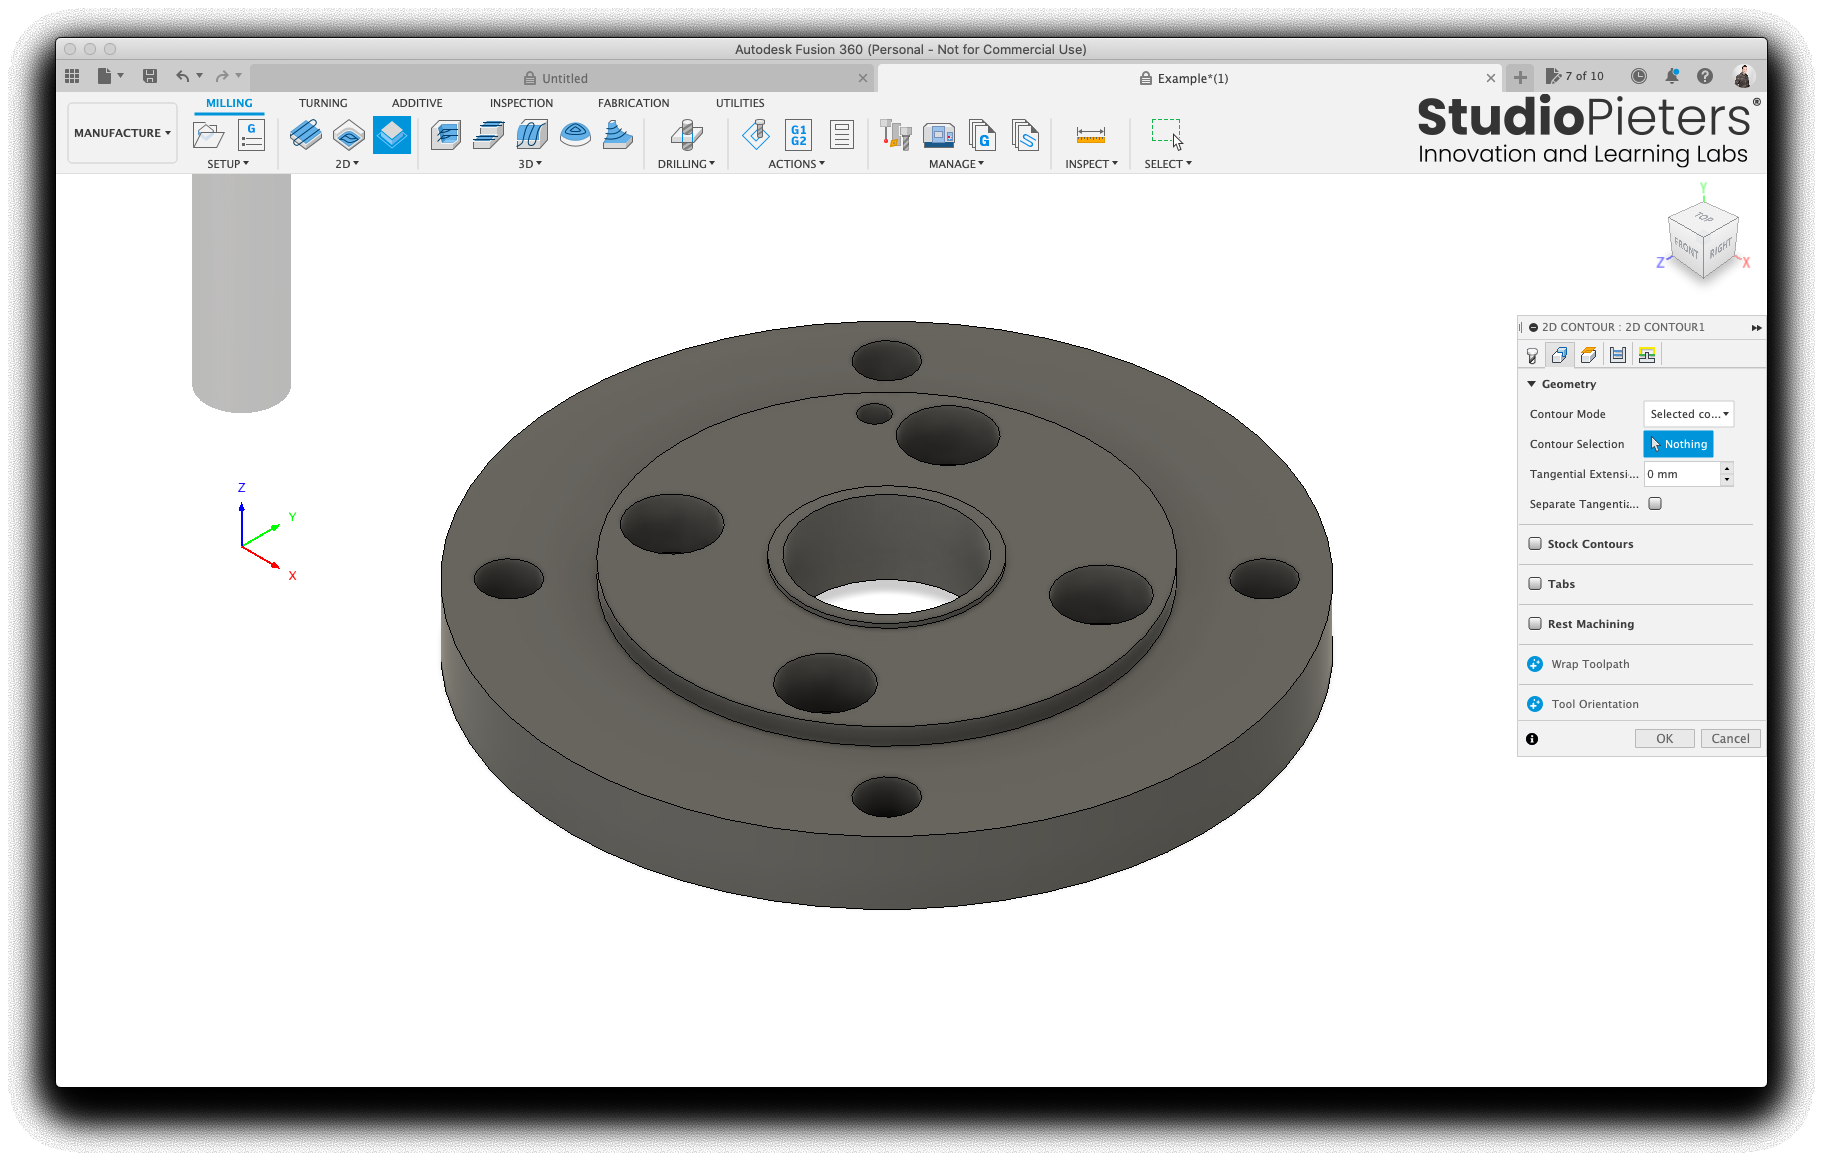 Autodesk Fusion 360 (Personal - Not for Commercial Use)
Untitled
Example*(1)
7 of 10
MILLING TURNING ADDITIVE INSPECTION FABRICATION UTILITIES
MANUFACTURE
G
G1
G2
G
SETUP 2D 3D DRILLING ACTIONS MANAGE INSPECT SELECT
StudioPieters®
Innovation and Learning Labs
Y
TOP
FRONT RIGHT
Z X
Z
Y
X
2D CONTOUR : 2D CONTOUR1
Geometry
Contour Mode Selected co...
Contour Selection Nothing
Tangential Extensi... 0 mm
Separate Tangentia...
Stock Contours
Tabs
Rest Machining
Wrap Toolpath
Tool Orientation
OK Cancel